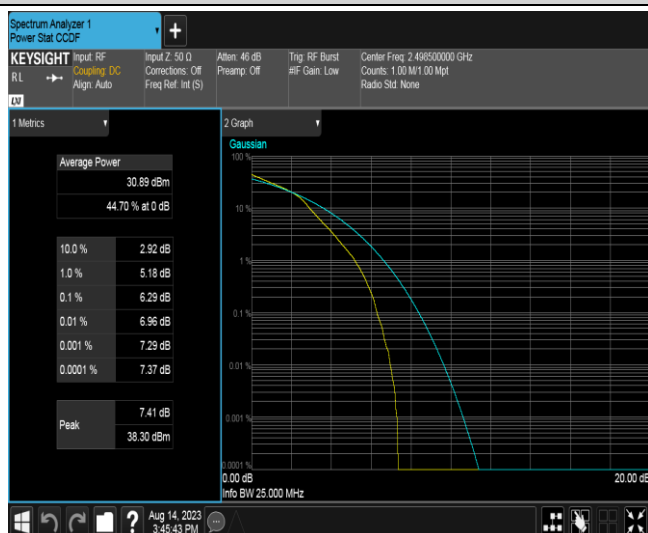 Spectrum Analyzer 1
Power Stat CCDF
+
KEYSIGHT
RL
LXI
Input: RF
Coupling: DC
Align: Auto
Input Z: 50 Ω
Corrections: Off
Freq Ref: Int (S)
Atten: 46 dB
Preamp: Off
Trig: RF Burst
#IF Gain: Low
Center Freq: 2.496500000 GHz
Counts: 1.00 M/1.00 Mpt
Radio Std: None
1 Metrics
Average Power
30.89 dBm
44.70 % at 0 dB
10.0 % 2.92 dB
1.0 % 5.18 dB
0.1 % 6.29 dB
0.01 % 6.96 dB
0.001 % 7.29 dB
0.0001 % 7.37 dB
Peak
7.41 dB
38.30 dBm
2 Graph
Gaussian
100 %
10 %
1 %
0.1 %
0.01 %
0.001 %
0.0001 %
0.00 dB 20.00 dB
Info BW 25.000 MHz
?
Aug 14, 2023
3:45:43 PM